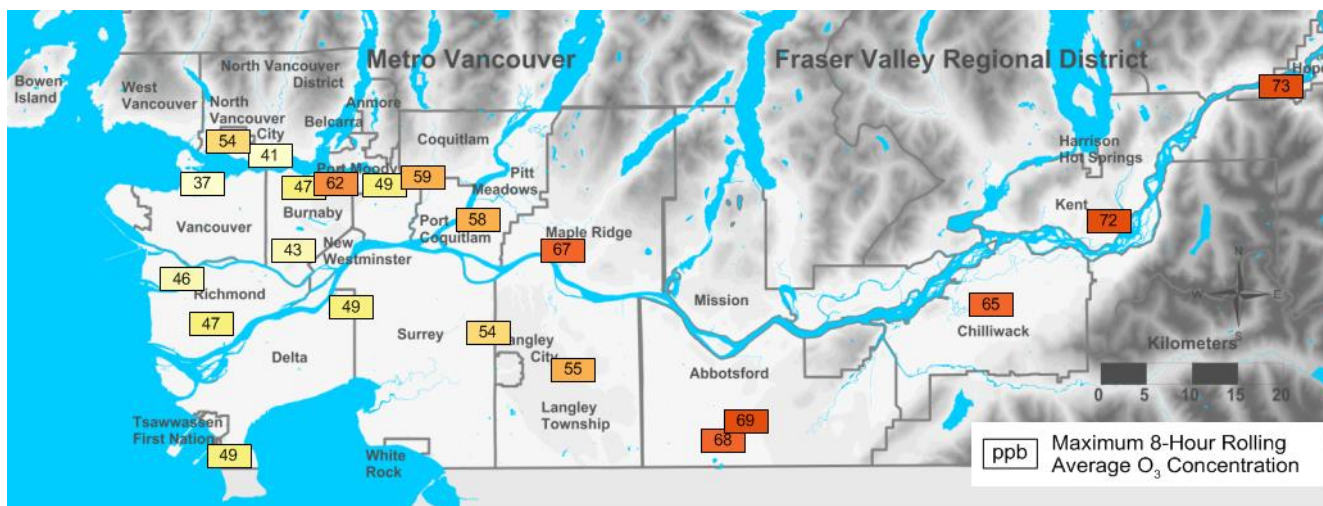 Metro Vancouver
Fraser Valley Regional District
Bowen
Island
West
Vancouver
North Vancouver
District
North
Vancouver
City
Anmore
Belcarra
Coquitlam
Port Moody
Pitt
Meadows
Port
Coquitlam
Maple Ridge
Harrison
Hot Springs
Kent
Hope
73
54
41
37
47
62
49
59
58
72
Vancouver
Burnaby
New
Westminster
43
67
46
Richmond
47
49
Mission
65
Chilliwack
Surrey
54
Delta
Langley
City
55
Abbotsford
Langley
Township
69
68
Tsawwassen
First Nation
49
White
Rock
N
W
E
S
Kilometers
0 5 10 15 20
ppb
Maximum 8-Hour Rolling
Average O₃ Concentration